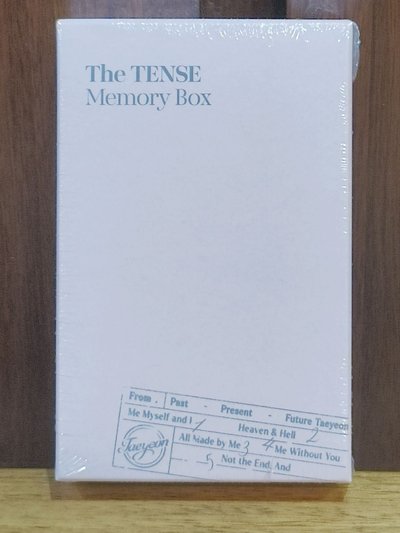 The TENSE
Memory Box
From. Past - Present - Future Taeyeon
Me Myself and I 1 Heaven & Hell 2
Taeyeon All Made by Me 3 4 Me Without You
5 Not the End, And